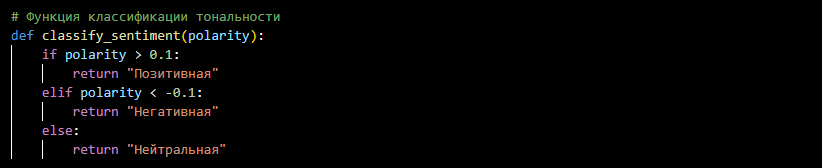 # Функция классификации тональности
def classify_sentiment(polarity):
    if polarity > 0.1:
        return "Позитивная"
    elif polarity < -0.1:
        return "Негативная"
    else:
        return "Нейтральная"